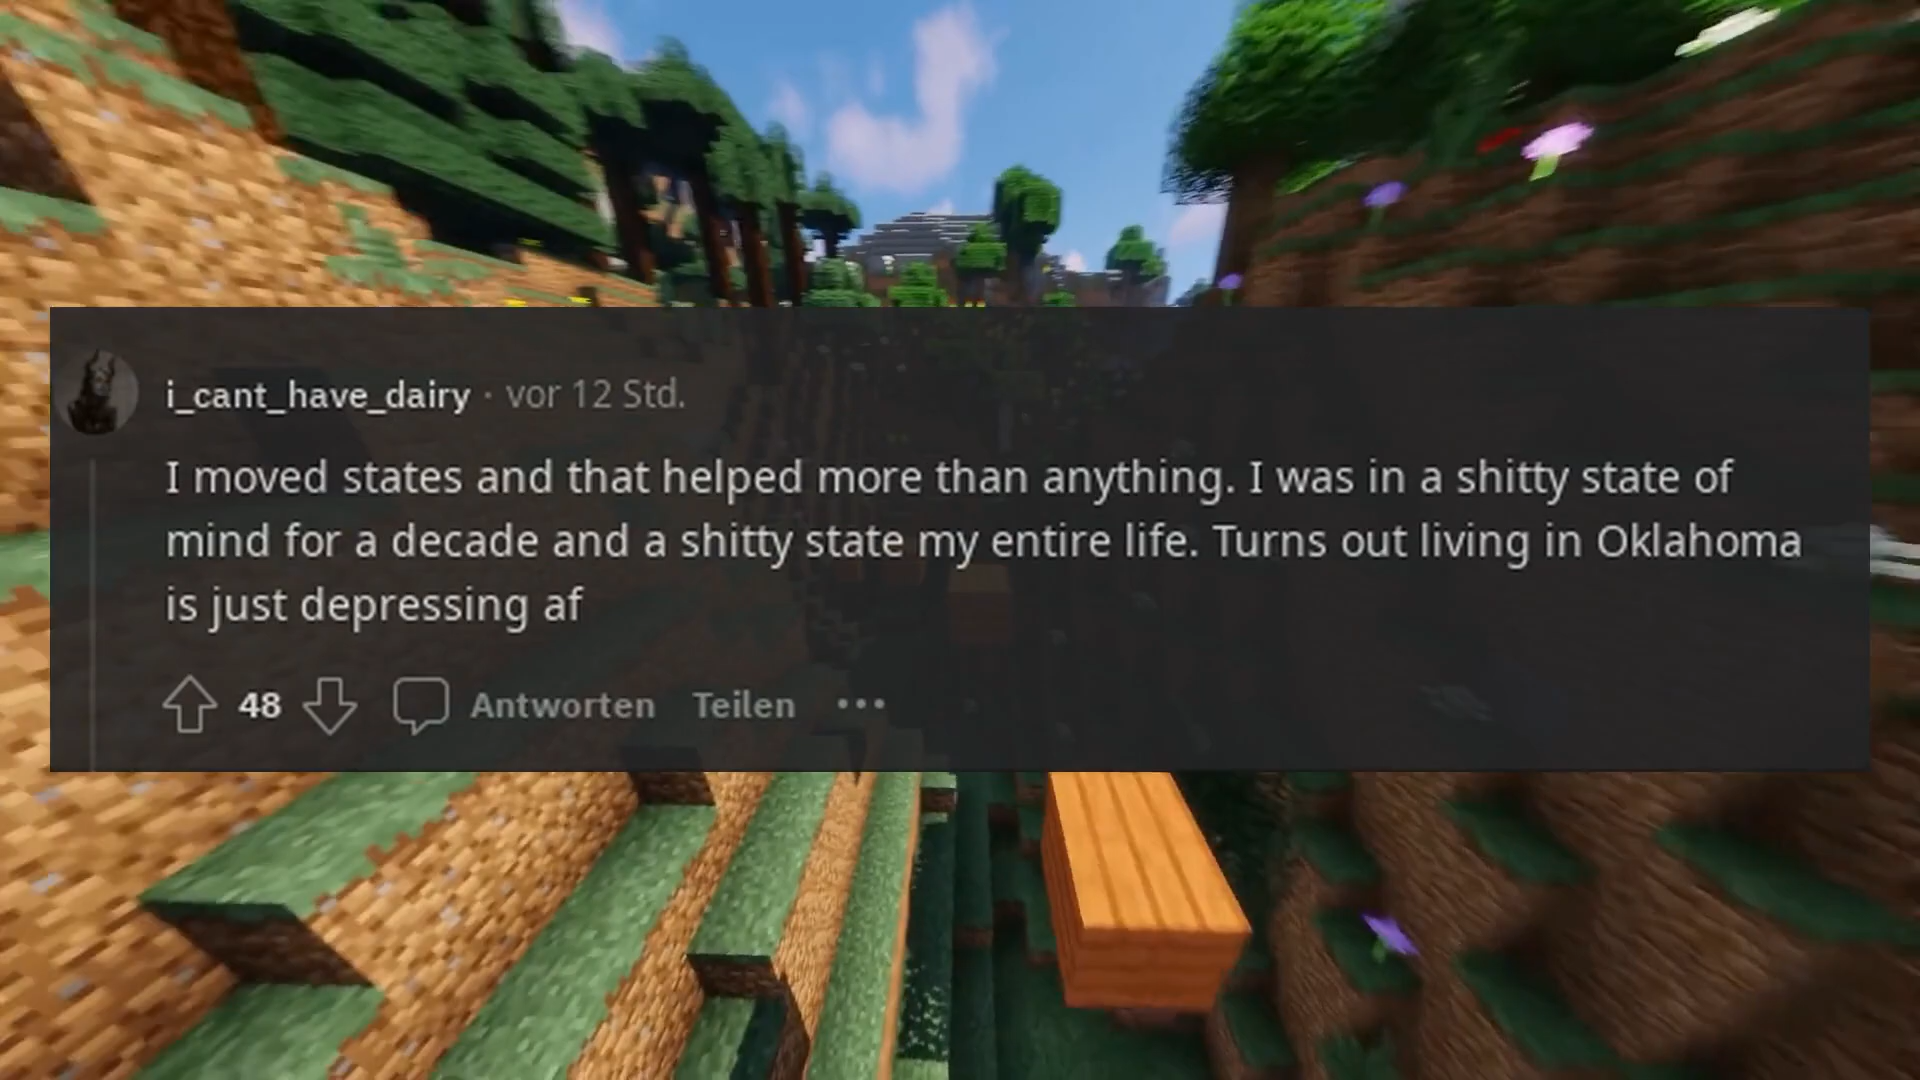 i_cant_have_dairy · vor 12 Std.
I moved states and that helped more than anything. I was in a shitty state of
mind for a decade and a shitty state my entire life. Turns out living in Oklahoma
is just depressing af
48 Antworten Teilen ...